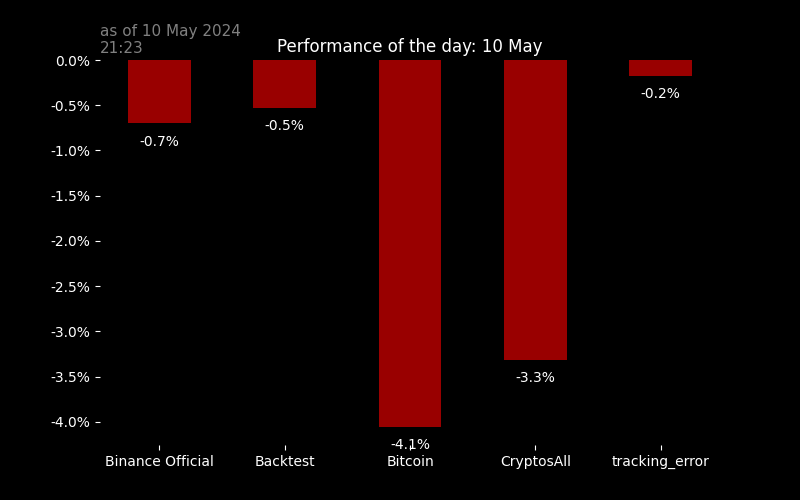 as of 10 May 2024
21:23
Performance of the day: 10 May
0.0%
-0.5%
-1.0%
-1.5%
-2.0%
-2.5%
-3.0%
-3.5%
-4.0%
-0.7%
-0.5%
-4.1%
-3.3%
-0.2%
Binance Official
Backtest
Bitcoin
CryptosAll
tracking_error